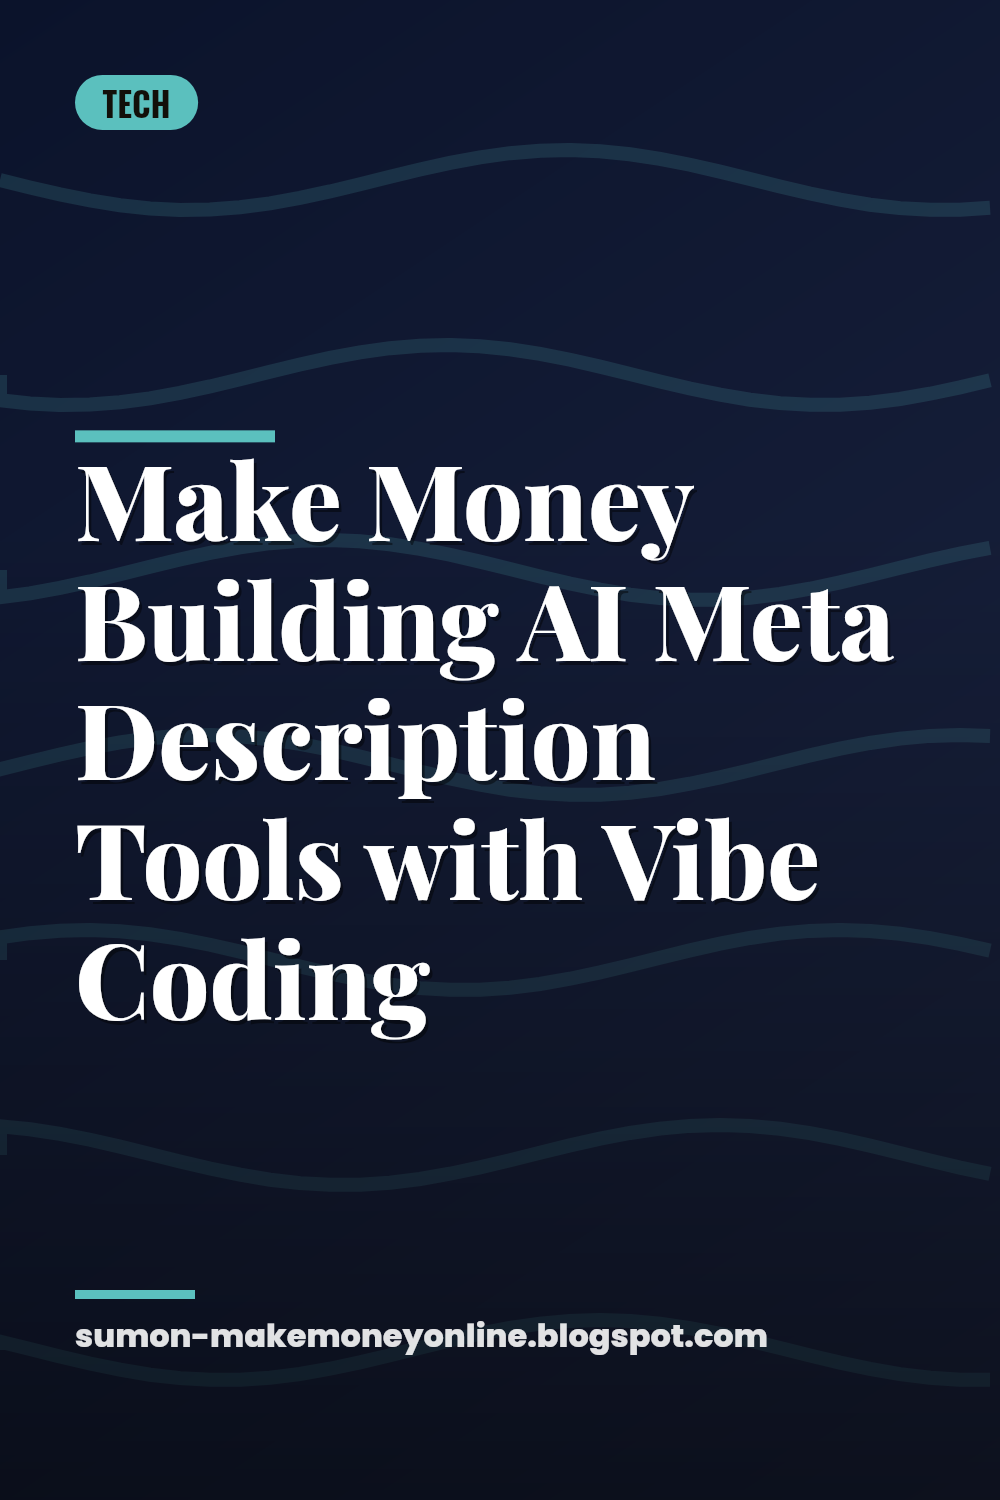 TECH
Make Money
Building AI Meta
Description
Tools with Vibe
Coding
sumon-makemoneyonline.blogspot.com